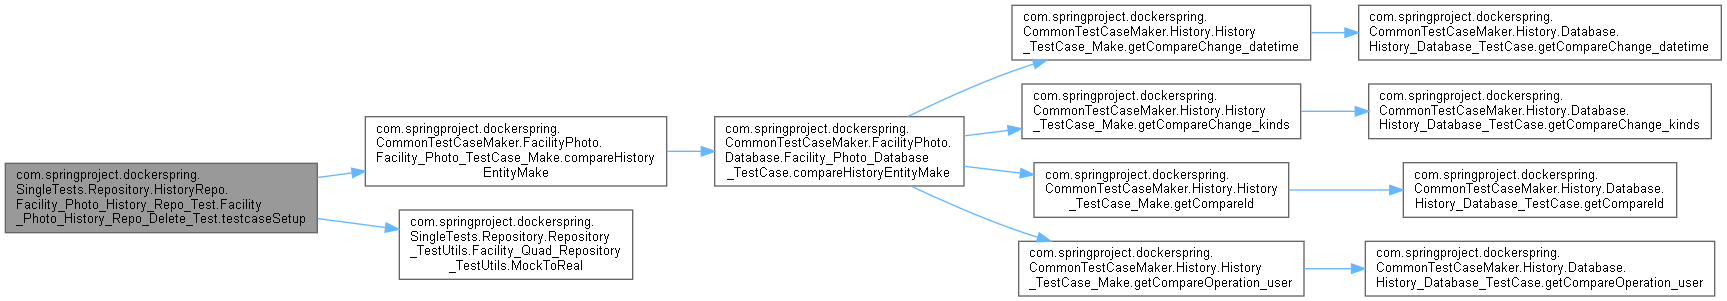 com.springproject.dockerspring.
SingleTests.Repository.HistoryRepo.
Facility_Photo_History_Repo_Test.Facility
_Photo_History_Repo_Delete_Test.testcaseSetup
com.springproject.dockerspring.
CommonTestCaseMaker.FacilityPhoto.
Facility_Photo_TestCase_Make.compareHistory
EntityMake
com.springproject.dockerspring.
SingleTests.Repository.Repository
_TestUtils.Facility_Quad_Repository
_TestUtils.MockToReal
com.springproject.dockerspring.
CommonTestCaseMaker.FacilityPhoto.
Database.Facility_Photo_Database
_TestCase.compareHistoryEntityMake
com.springproject.dockerspring.
CommonTestCaseMaker.History.History
_TestCase_Make.getCompareChange_datetime
com.springproject.dockerspring.
CommonTestCaseMaker.History.Database.
History_Database_TestCase.getCompareChange_datetime
com.springproject.dockerspring.
CommonTestCaseMaker.History.History
_TestCase_Make.getCompareChange_kinds
com.springproject.dockerspring.
CommonTestCaseMaker.History.Database.
History_Database_TestCase.getCompareChange_kinds
com.springproject.dockerspring.
CommonTestCaseMaker.History.History
_TestCase_Make.getCompareId
com.springproject.dockerspring.
CommonTestCaseMaker.History.Database.
History_Database_TestCase.getCompareId
com.springproject.dockerspring.
CommonTestCaseMaker.History.History
_TestCase_Make.getCompareOperation_user
com.springproject.dockerspring.
CommonTestCaseMaker.History.Database.
History_Database_TestCase.getCompareOperation_user